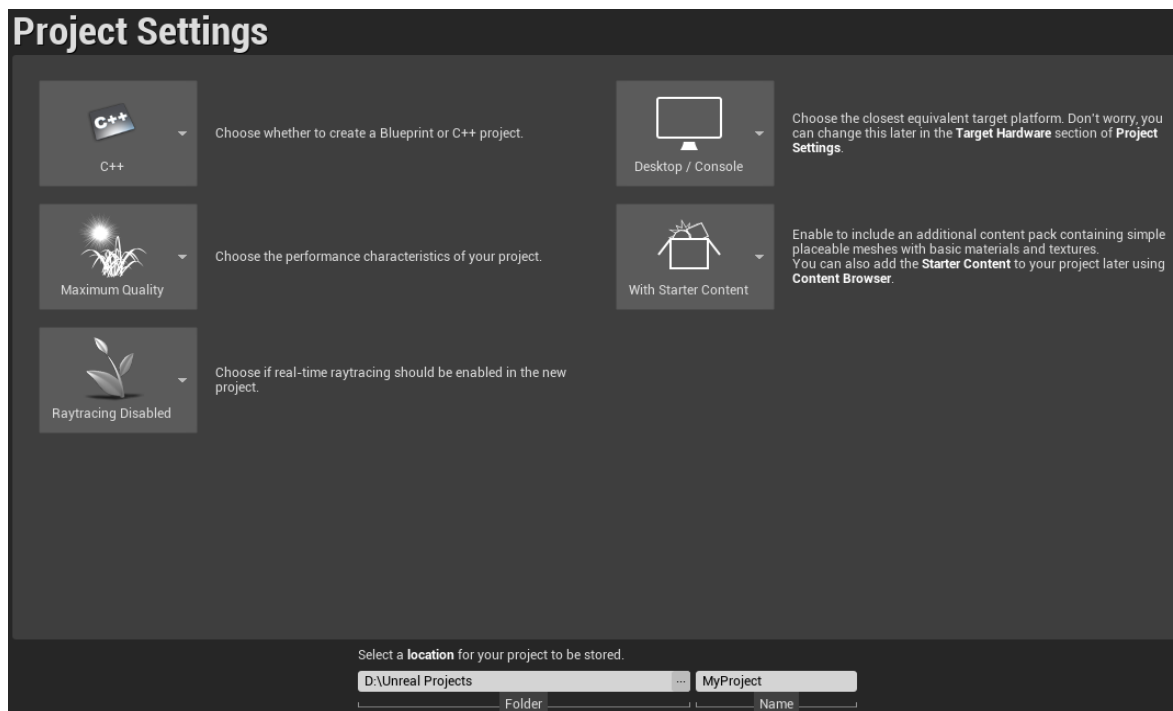 Project Settings
C++
C++
Choose whether to create a Blueprint or C++ project.
Desktop / Console
Choose the closest equivalent target platform. Don't worry, you
can change this later in the Target Hardware section of Project
Settings.
Maximum Quality
Choose the performance characteristics of your project.
With Starter Content
Enable to include an additional content pack containing simple
placeable meshes with basic materials and textures.
You can also add the Starter Content to your project later using
Content Browser.
Raytracing Disabled
Choose if real-time raytracing should be enabled in the new
project.
Select a location for your project to be stored.
D:\Unreal Projects
...
MyProject
Folder
Name